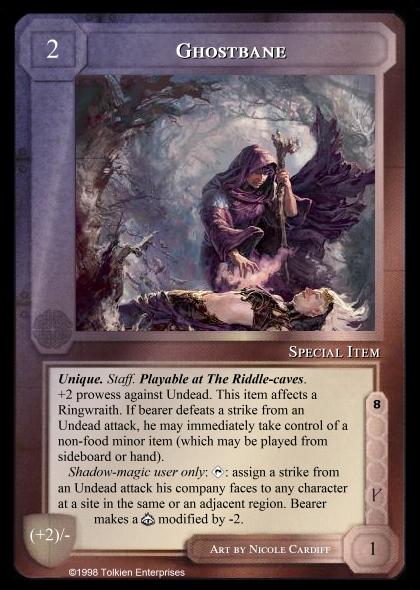 2
GHOSTBANE
SPECIAL ITEM
Unique. Staff. Playable at The Riddle-caves.
+2 prowess against Undead. This item affects a
Ringwraith. If bearer defeats a strike from an
Undead attack, he may immediately take control of a
non-food minor item (which may be played from
sideboard or hand).
Shadow-magic user only: : assign a strike from
an Undead attack his company faces to any character
at a site in the same or an adjacent region. Bearer
makes a modified by -2.
8
(+2)/-
ART BY NICOLE CARDIFF
1
©1998 Tolkien Enterprises